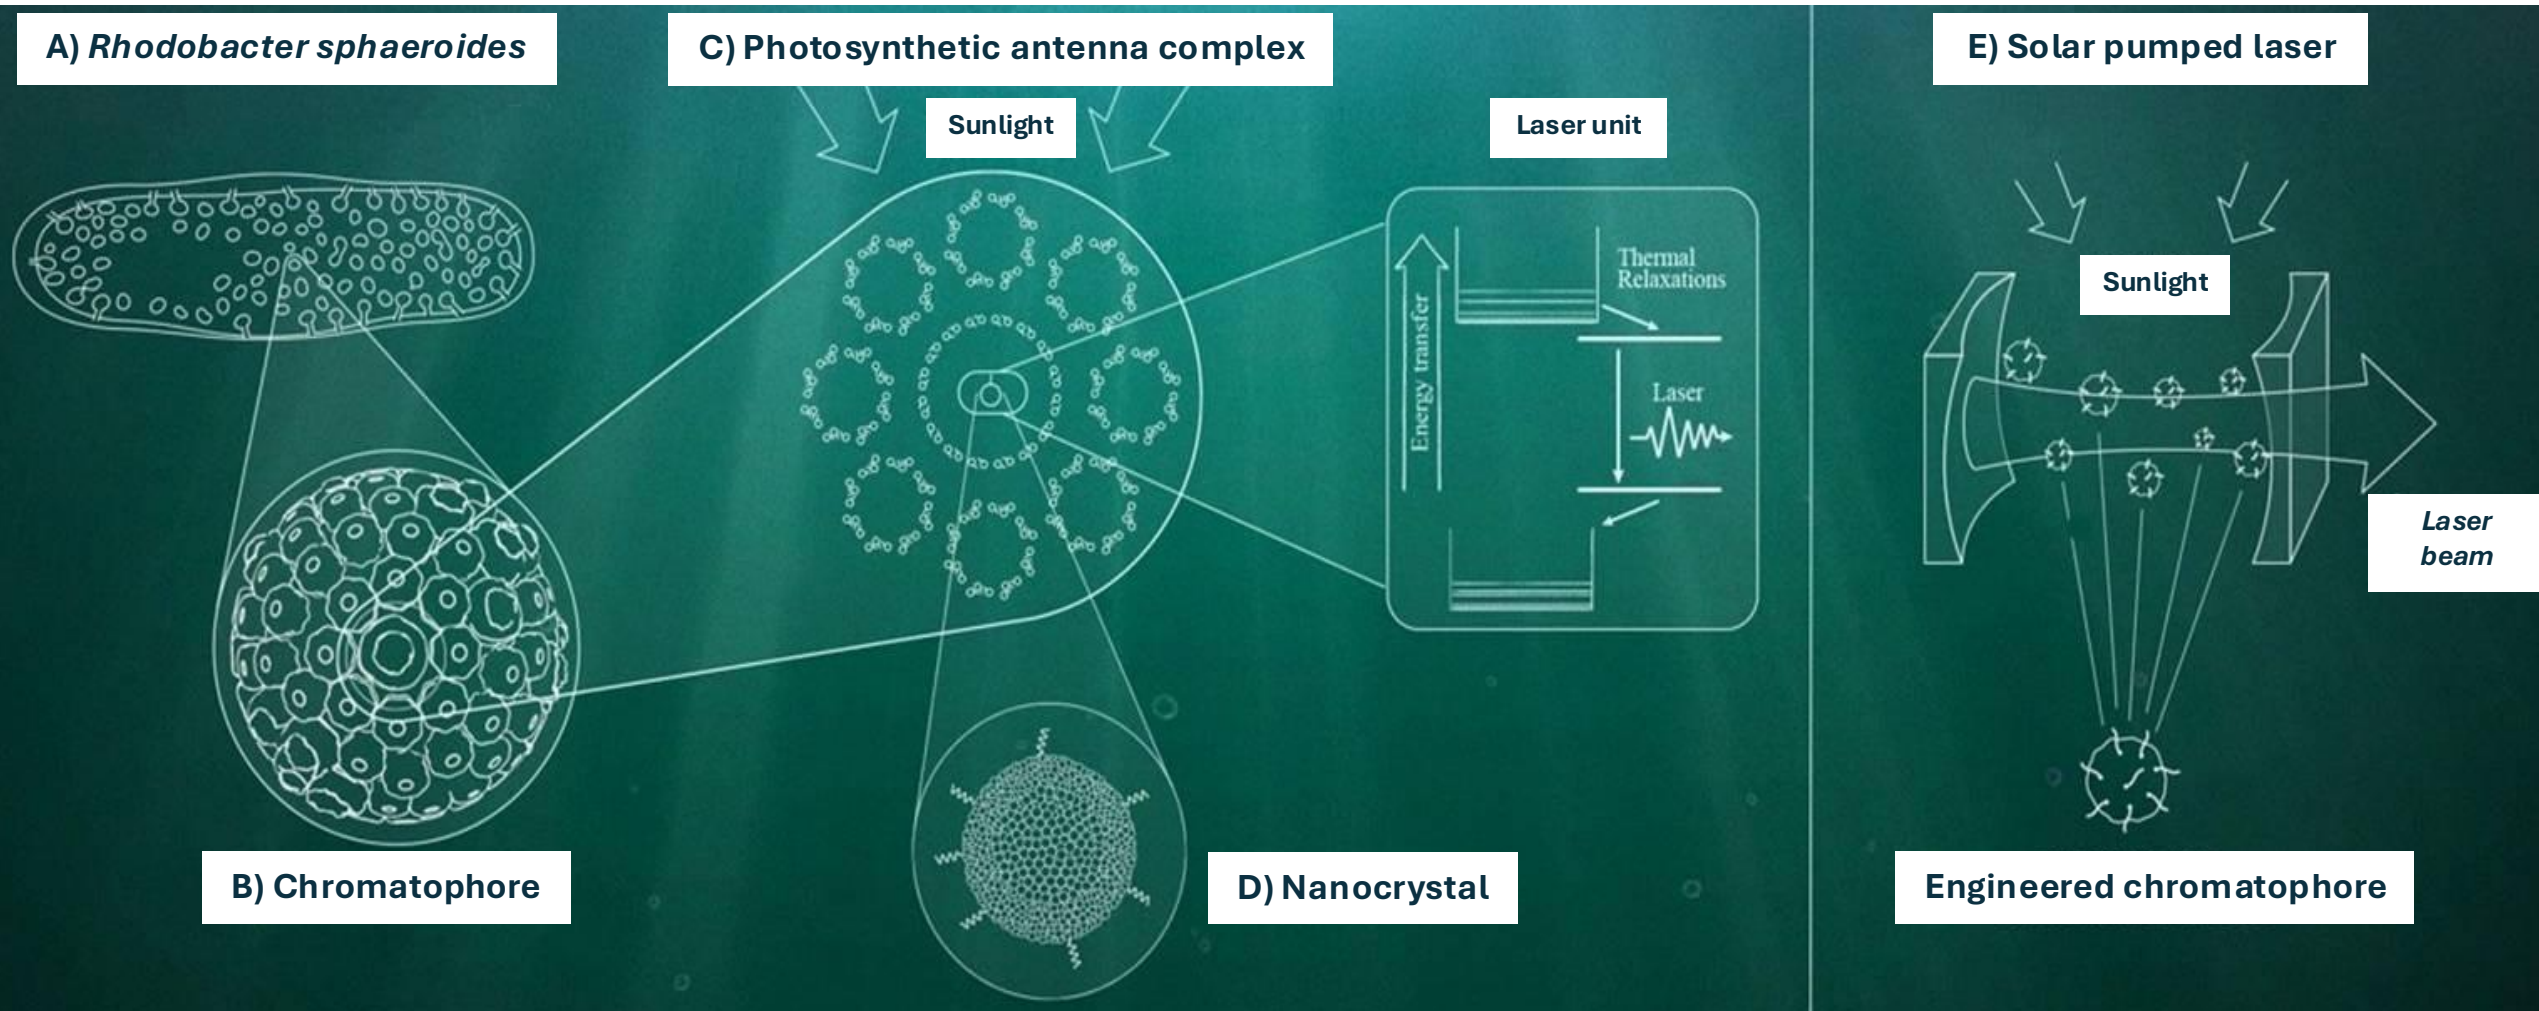 A) Rhodobacter sphaeroides
C) Photosynthetic antenna complex
E) Solar pumped laser
Sunlight
Laser unit
Thermal
Relaxations
Energy transfer
Laser
Sunlight
Laser
beam
B) Chromatophore
D) Nanocrystal
Engineered chromatophore